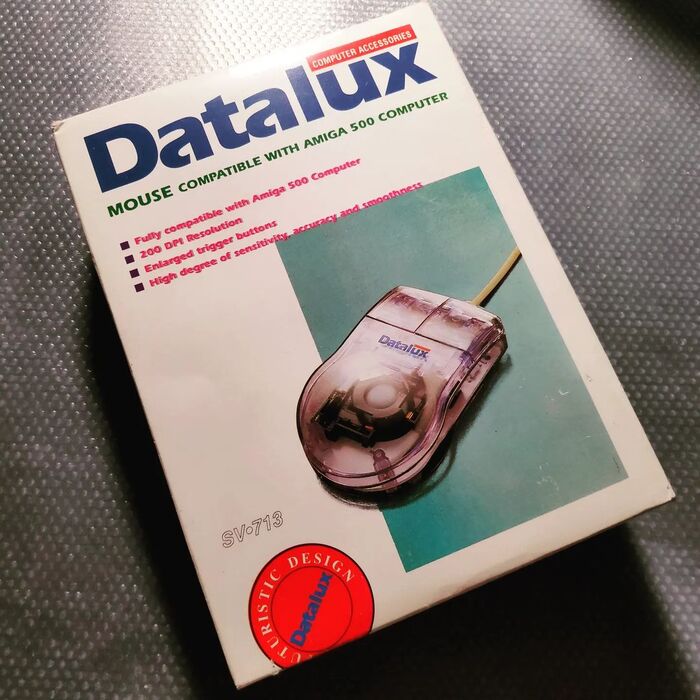 COMPUTER ACCESSORIES
Datalux
MOUSE COMPATIBLE WITH AMIGA 500 COMPUTER
Fully compatible with Amiga 500 Computer
200 DPI Resolution
Enlarged trigger buttons
High degree of sensitivity, accuracy and smoothness
Datalux
SV•713
UTURISTIC DESIGN
Datalux